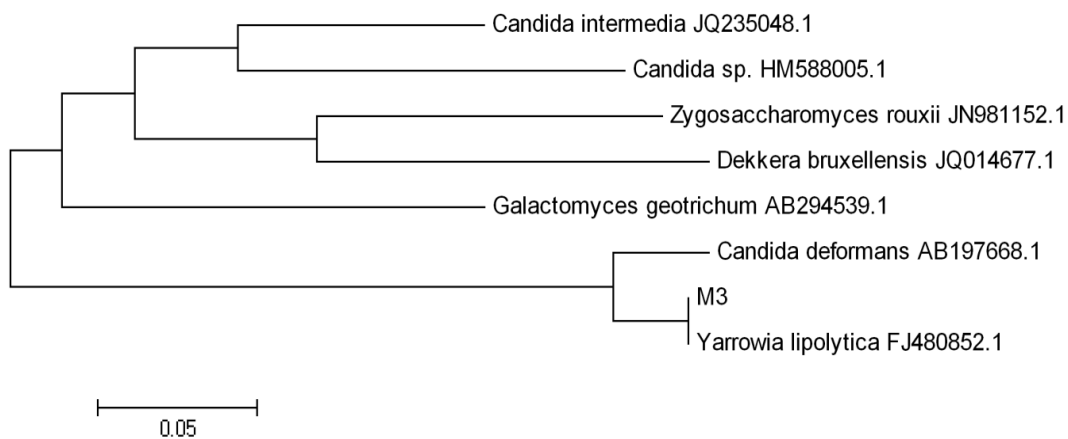 Candida intermedia JQ235048.1
Candida sp. HM588005.1
Zygosaccharomyces rouxii JN981152.1
Dekkera bruxellensis JQ014677.1
Galactomyces geotrichum AB294539.1
Candida deformans AB197668.1
M3
Yarrowia lipolytica FJ480852.1
0.05